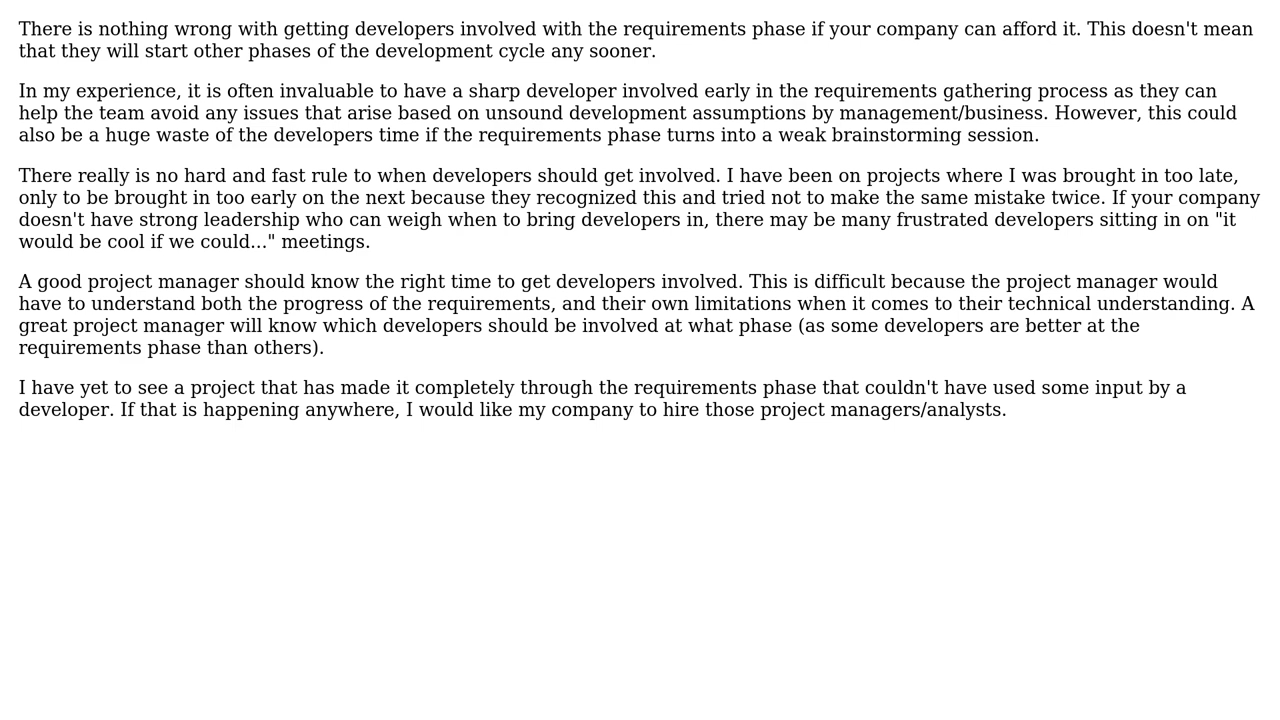 There is nothing wrong with getting developers involved with the requirements phase if your company can afford it. This doesn't mean
that they will start other phases of the development cycle any sooner.
In my experience, it is often invaluable to have a sharp developer involved early in the requirements gathering process as they can
help the team avoid any issues that arise based on unsound development assumptions by management/business. However, this could
also be a huge waste of the developers time if the requirements phase turns into a weak brainstorming session.
There really is no hard and fast rule to when developers should get involved. I have been on projects where I was brought in too late,
only to be brought in too early on the next because they recognized this and tried not to make the same mistake twice. If your company
doesn't have strong leadership who can weigh when to bring developers in, there may be many frustrated developers sitting in on "it
would be cool if we could..." meetings.
A good project manager should know the right time to get developers involved. This is difficult because the project manager would
have to understand both the progress of the requirements, and their own limitations when it comes to their technical understanding. A
great project manager will know which developers should be involved at what phase (as some developers are better at the
requirements phase than others).
I have yet to see a project that has made it completely through the requirements phase that couldn't have used some input by a
developer. If that is happening anywhere, I would like my company to hire those project managers/analysts.